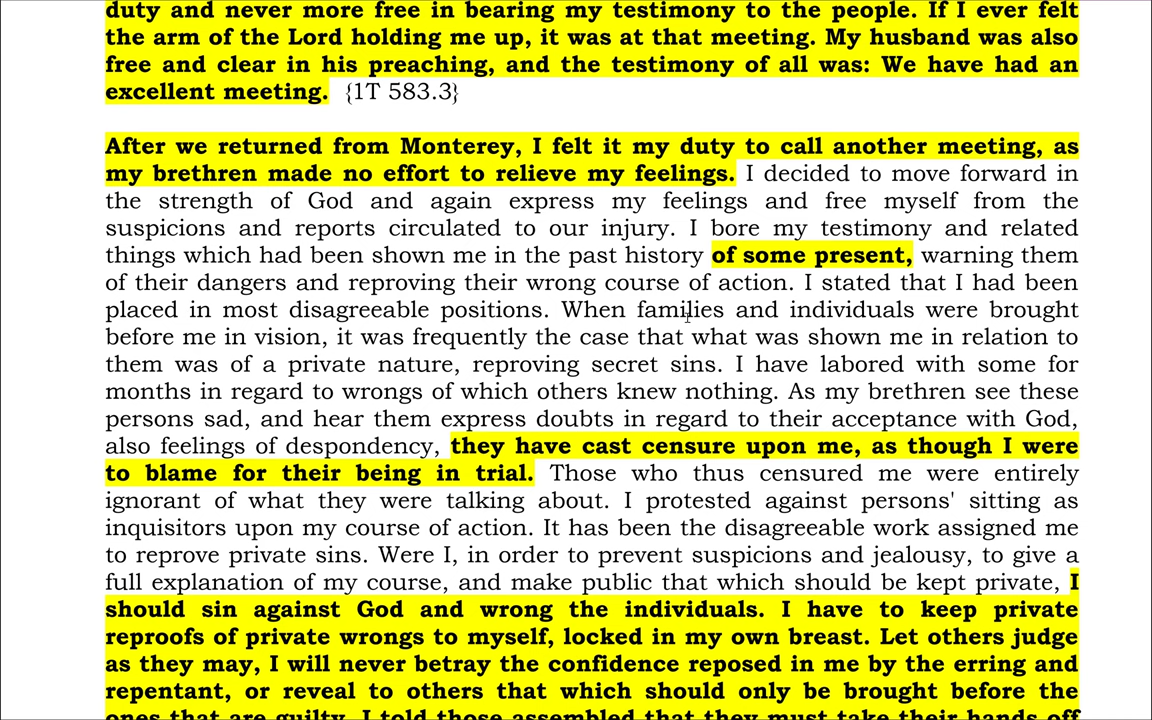 duty and never more free in bearing my testimony to the people. If I ever felt
the arm of the Lord holding me up, it was at that meeting. My husband was also
free and clear in his preaching, and the testimony of all was: We have had an
excellent meeting. {1T 583.3}
After we returned from Monterey, I felt it my duty to call another meeting, as
my brethren made no effort to relieve my feelings. I decided to move forward in
the strength of God and again express my feelings and free myself from the
suspicions and reports circulated to our injury. I bore my testimony and related
things which had been shown me in the past history of some present, warning them
of their dangers and reproving their wrong course of action. I stated that I had been
placed in most disagreeable positions. When families and individuals were brought
before me in vision, it was frequently the case that what was shown me in relation to
them was of a private nature, reproving secret sins. I have labored with some for
months in regard to wrongs of which others knew nothing. As my brethren see these
persons sad, and hear them express doubts in regard to their acceptance with God,
also feelings of despondency, they have cast censure upon me, as though I were
to blame for their being in trial. Those who thus censured me were entirely
ignorant of what they were talking about. I protested against persons' sitting as
inquisitors upon my course of action. It has been the disagreeable work assigned me
to reprove private sins. Were I, in order to prevent suspicions and jealousy, to give a
full explanation of my course, and make public that which should be kept private, I
should sin against God and wrong the individuals. I have to keep private
reproofs of private wrongs to myself, locked in my own breast. Let others judge
as they may, I will never betray the confidence reposed in me by the erring and
repentant, or reveal to others that which should only be brought before the
ones that are guilty. I told those assembled that they must take their hands off